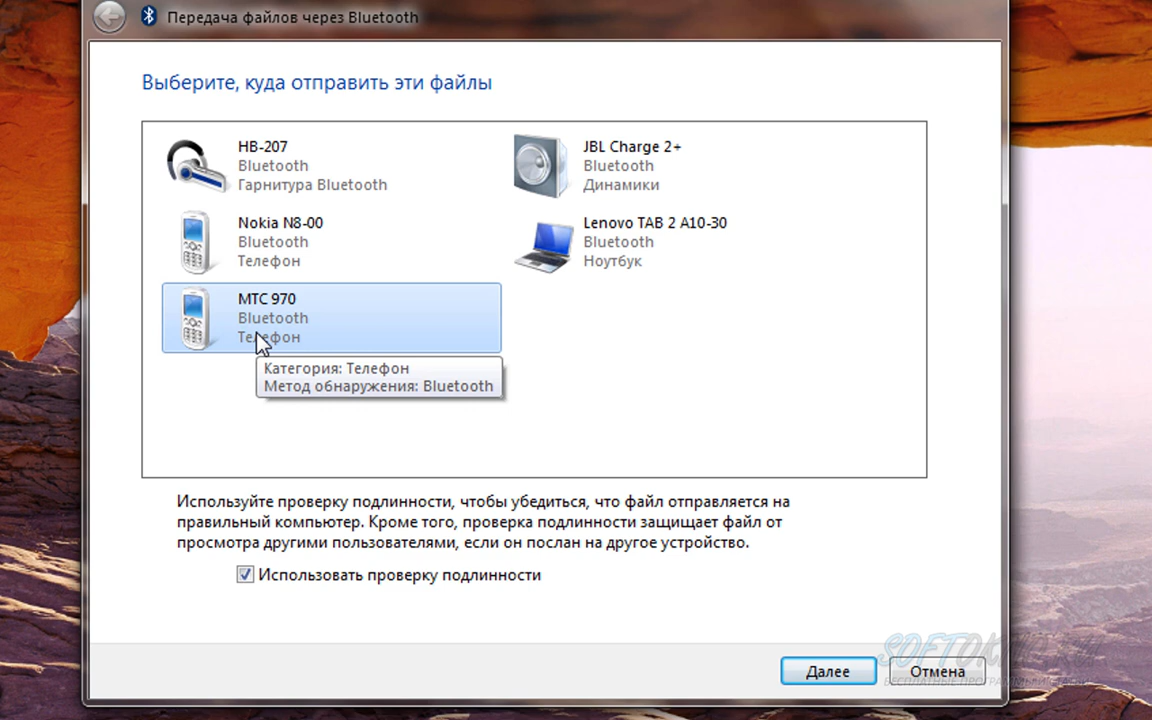 Передача файлов через Bluetooth
Выберите, куда отправить эти файлы
HB-207
Bluetooth
Гарнитура Bluetooth
JBL Charge 2+
Bluetooth
Динамики
Nokia N8-00
Bluetooth
Телефон
Lenovo TAB 2 A10-30
Bluetooth
Ноутбук
МТС 970
Bluetooth
Телефон
Категория: Телефон
Метод обнаружения: Bluetooth
Используйте проверку подлинности, чтобы убедиться, что файл отправляется на
правильный компьютер. Кроме того, проверка подлинности защищает файл от
просмотра другими пользователями, если он послан на другое устройство.
Использовать проверку подлинности
Далее
Отмена